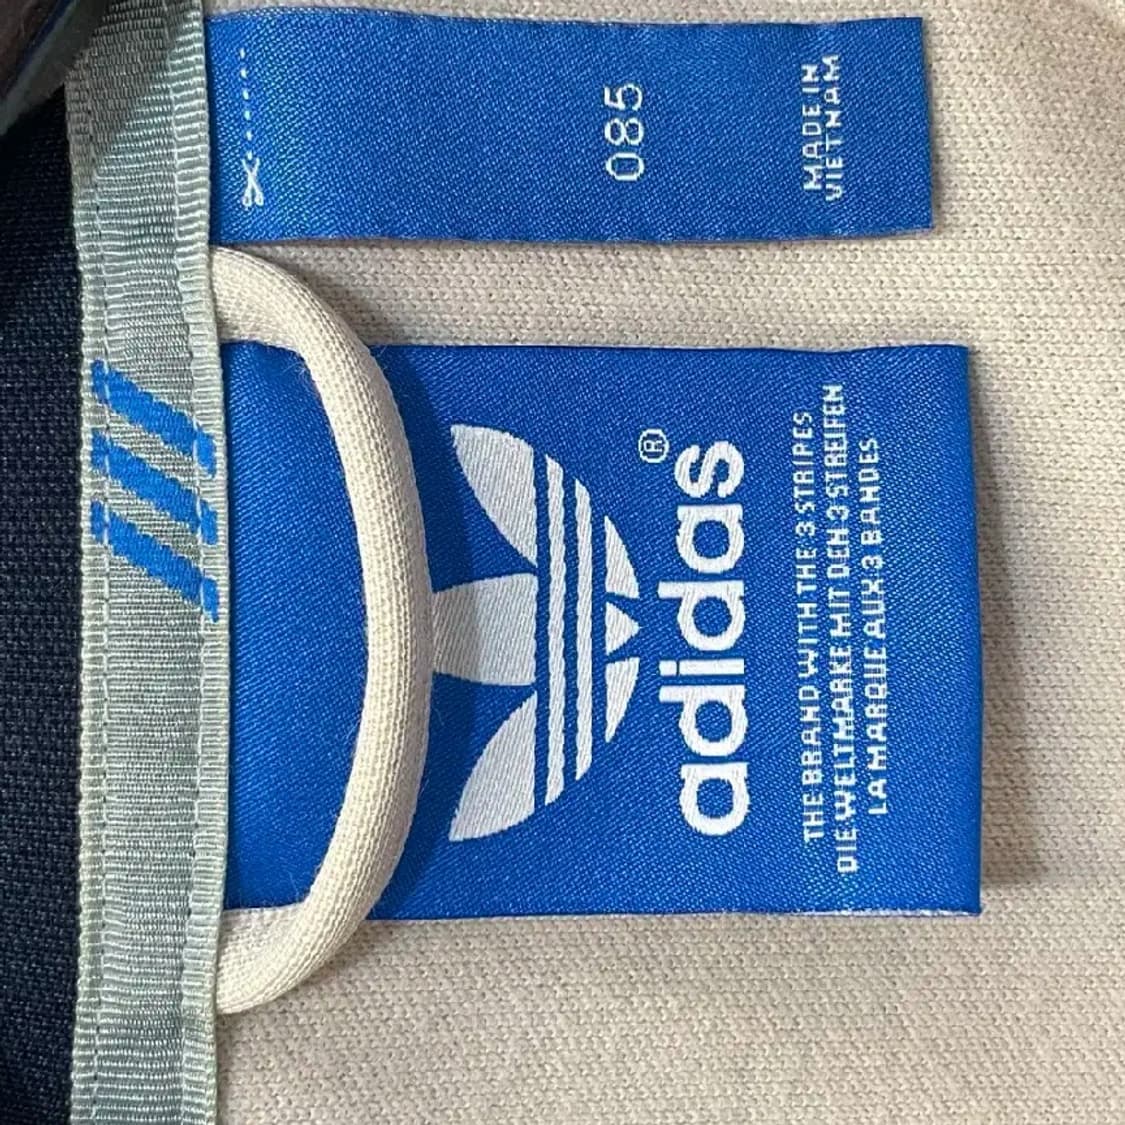 085
MADE IN
VIETNAM
adidas®
THE BRAND WITH THE 3 STRIPES
DIE WELTMARKE MIT DEN 3 STREIFEN
LA MARQUE AUX 3 BANDES